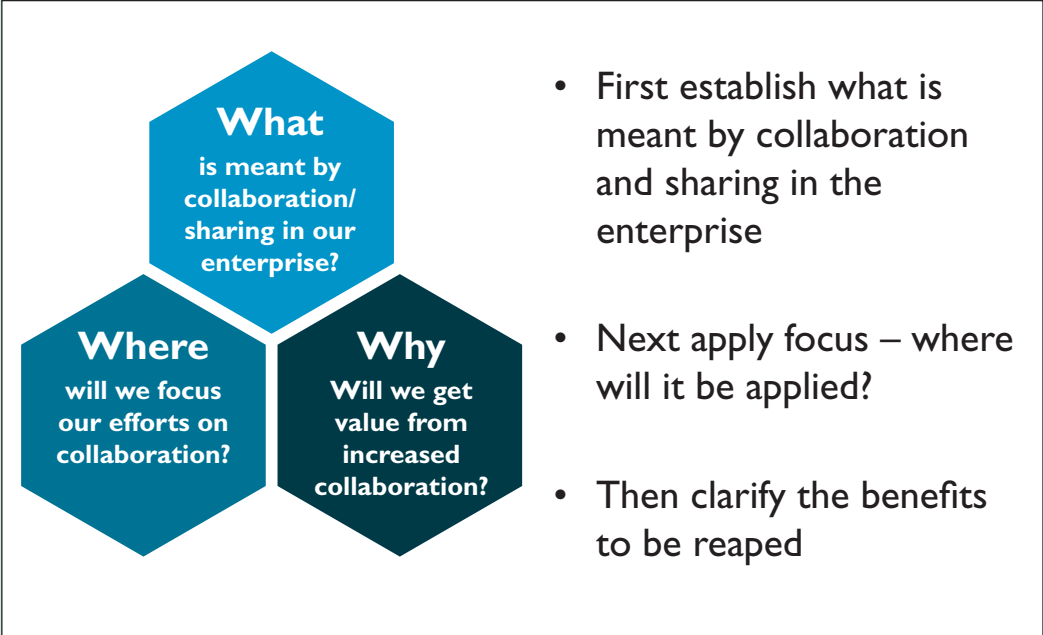 What
is meant by
collaboration/
sharing in our
enterprise?
Where
will we focus
our efforts on
collaboration?
Why
Will we get
value from
increased
collaboration?
• First establish what is
meant by collaboration
and sharing in the
enterprise
• Next apply focus – where
will it be applied?
• Then clarify the benefits
to be reaped